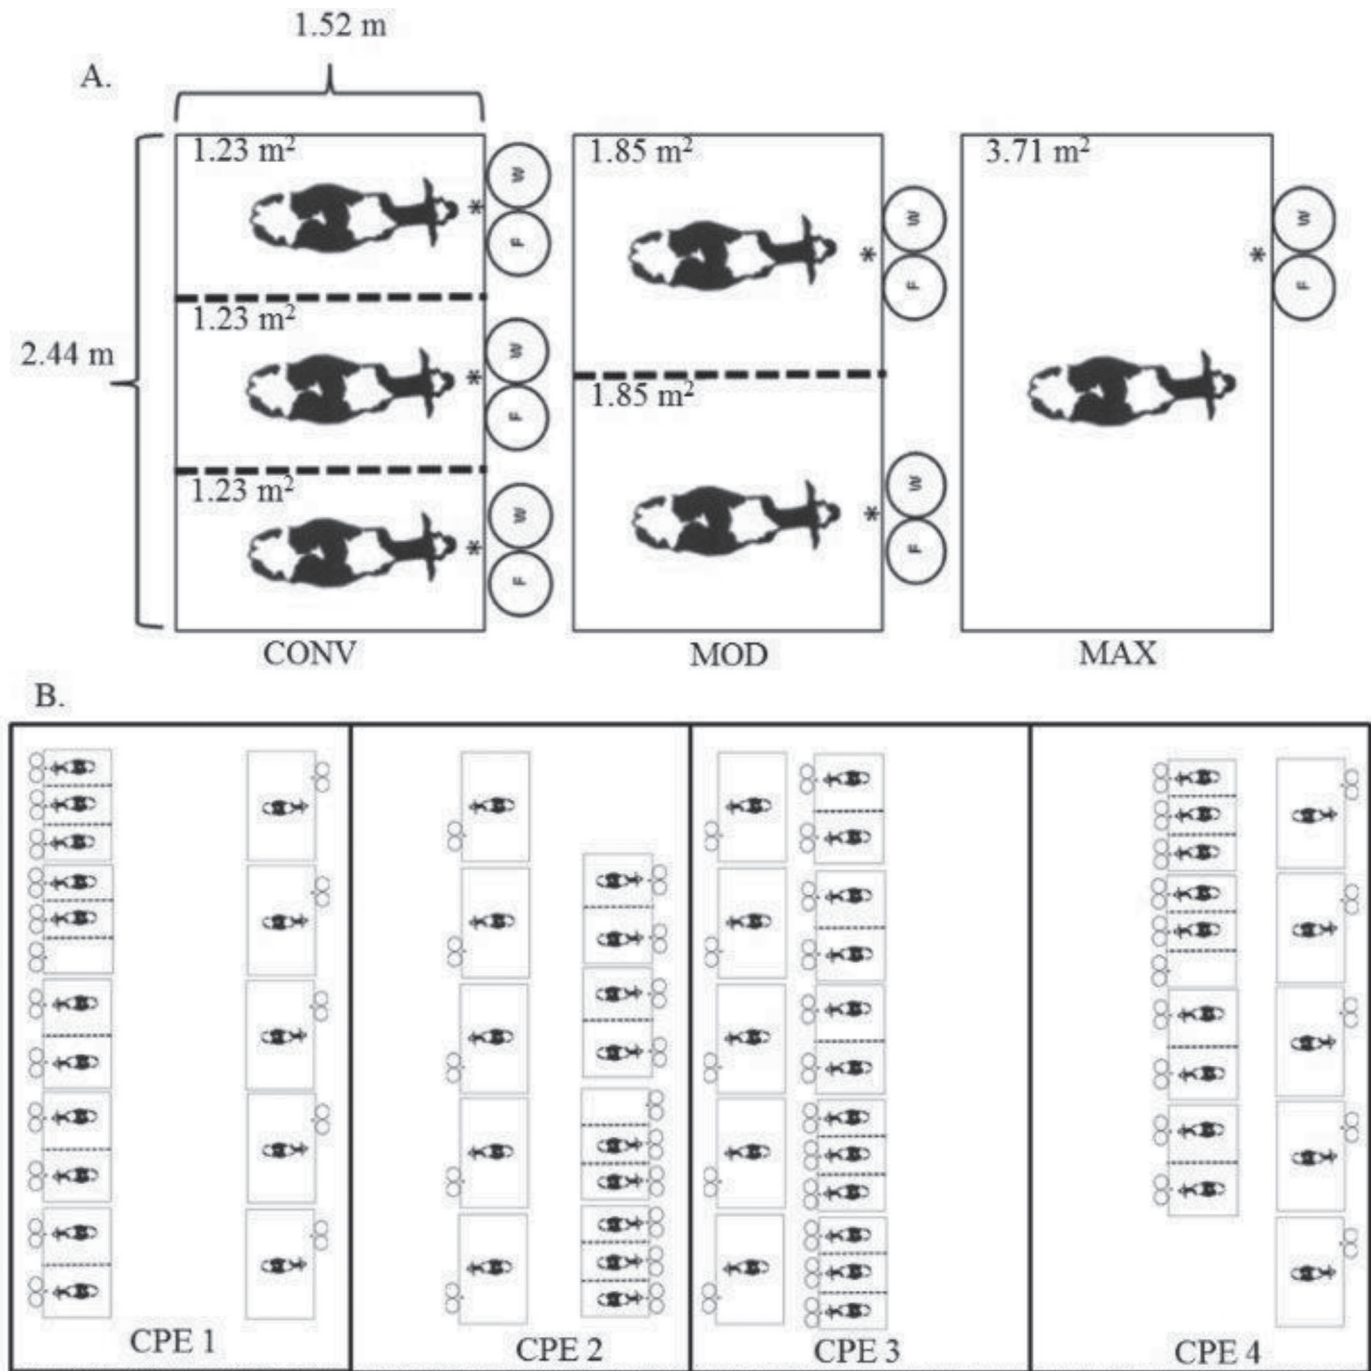 1.52 m
A.
1.23 m²
W
F
*
1.23 m²
W
F
*
1.23 m²
W
F
*
2.44 m
CONV
1.85 m²
W
F
*
1.85 m²
W
F
*
MOD
3.71 m²
W
F
*
MAX
B.
CPE 1
CPE 2
CPE 3
CPE 4